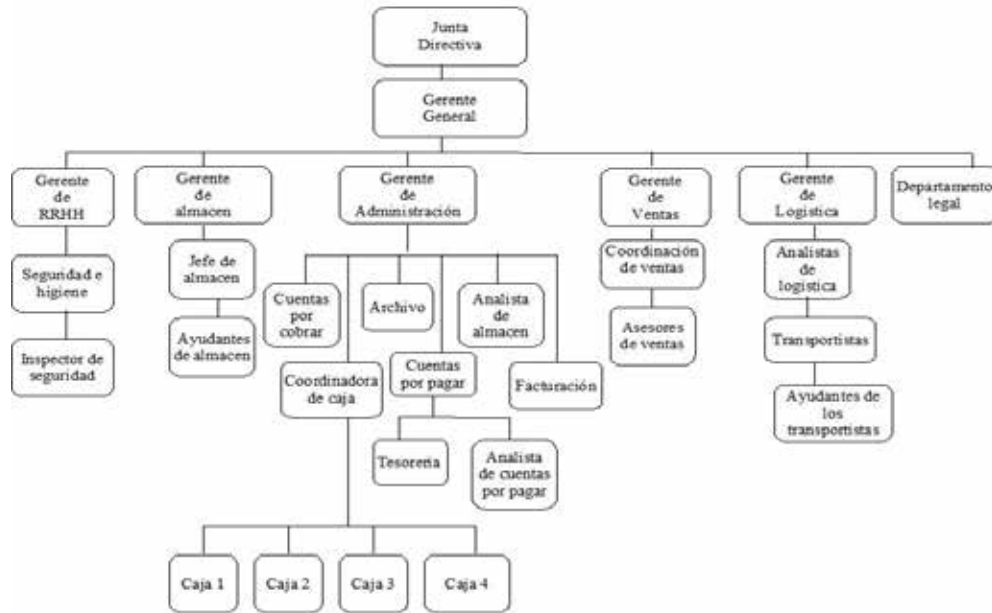 Junta
Directiva
Gerente
General
Gerente
de
RRHH
Gerente
de
almacen
Gerente
de
Administración
Gerente
de
Ventas
Gerente
de
Logistica
Departamento
legal
Seguridad e
higiene
Inspector de
seguridad
Jefe de
almacen
Ayudantes
de almacen
Cuentas
por
cobrar
Archivo
Analista
de
almacen
Coordinadora
de caja
Cuentas
por pagar
Facturación
Tesoreria
Analista
de cuentas
por pagar
Caja 1
Caja 2
Caja 3
Caja 4
Coordinación
de ventas
Asesores
de ventas
Analistas
de
logistica
Transportistas
Ayudantes de
los
transportistas